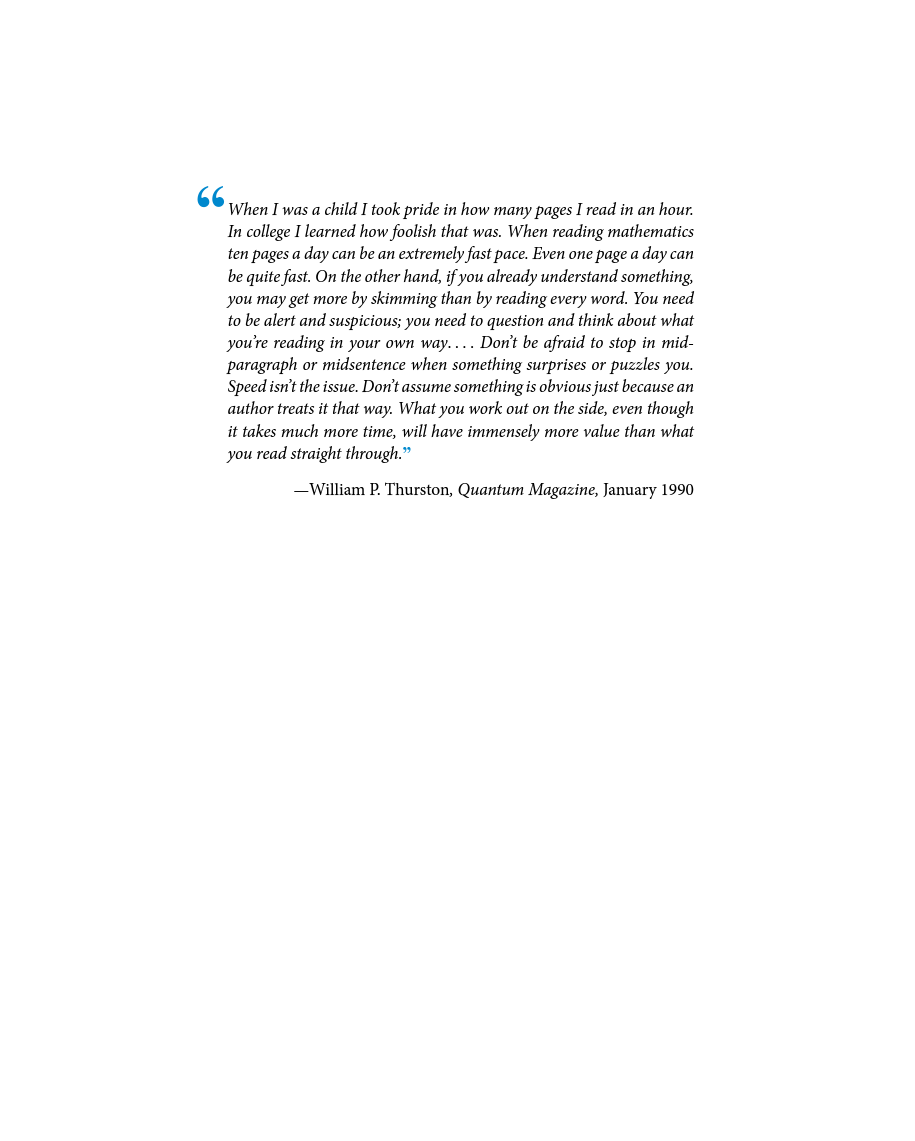 “When I was a child I took pride in how many pages I read in an hour.
In college I learned how foolish that was. When reading mathematics
ten pages a day can be an extremely fast pace. Even one page a day can
be quite fast. On the other hand, if you already understand something,
you may get more by skimming than by reading every word. You need
to be alert and suspicious; you need to question and think about what
you’re reading in your own way. . . . Don’t be afraid to stop in mid-
paragraph or midsentence when something surprises or puzzles you.
Speed isn’t the issue. Don’t assume something is obvious just because an
author treats it that way. What you work out on the side, even though
it takes much more time, will have immensely more value than what
you read straight through.”
—William P. Thurston, Quantum Magazine, January 1990